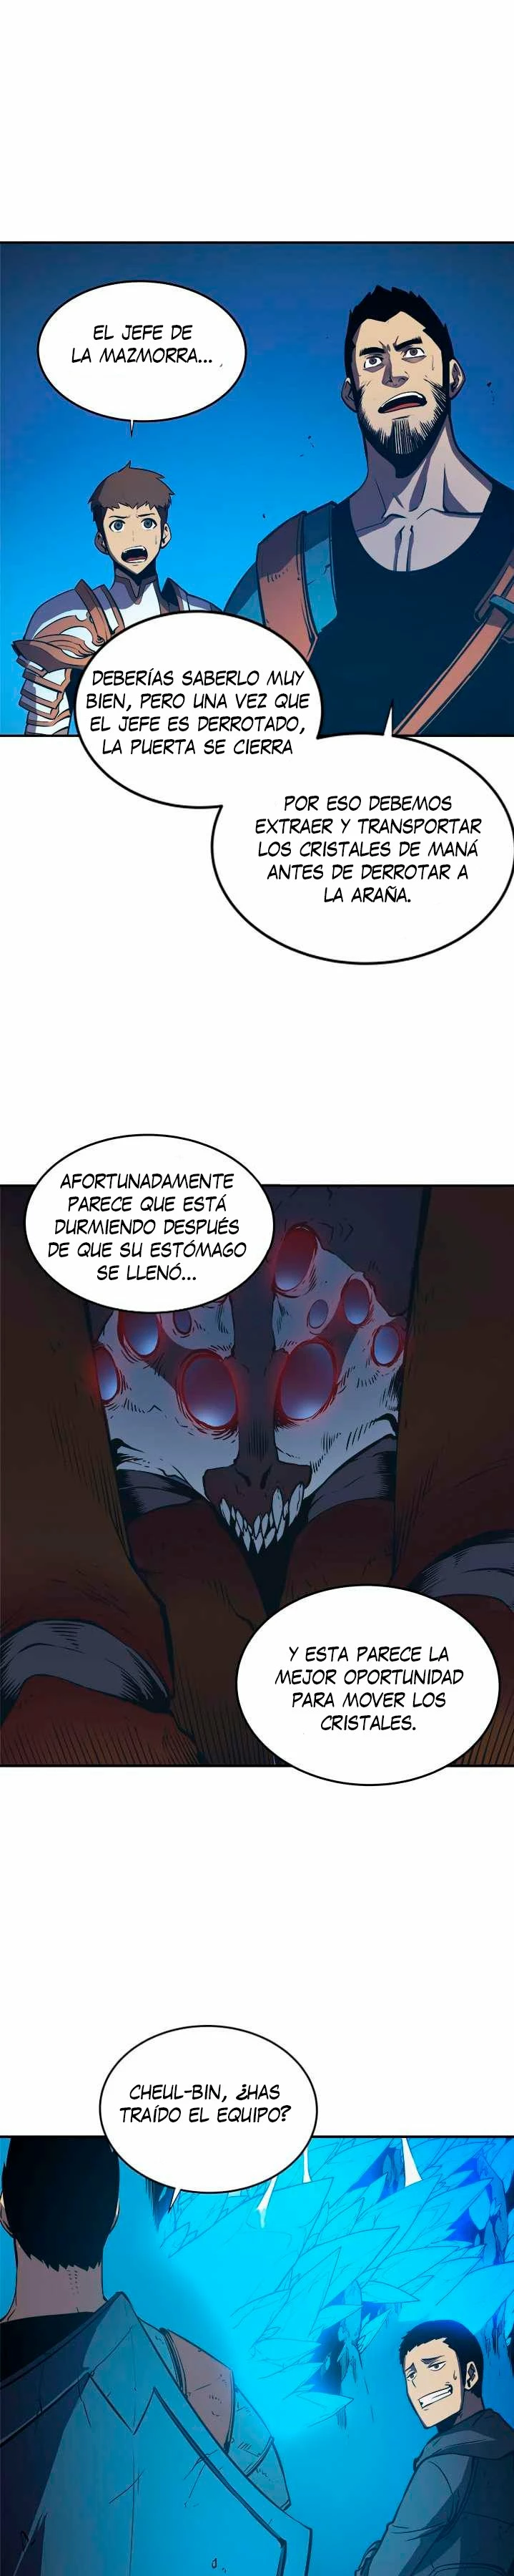 EL JEFE DE
LA MAZMORRA...
DEBERÍAS SABERLO MUY
BIEN, PERO UNA VEZ QUE
EL JEFE ES DERROTADO,
LA PUERTA SE CIERRA
POR ESO DEBEMOS
EXTRAER Y TRANSPORTAR
LOS CRISTALES DE MANÁ
ANTES DE DERROTAR A
LA ARAÑA.
AFORTUNADAMENTE
PARECE QUE ESTÁ
DURMIENDO DESPUÉS
DE QUE SU ESTÓMAGO
SE LLENÓ...
Y ESTA PARECE LA
MEJOR OPORTUNIDAD
PARA MOVER LOS
CRISTALES.
CHEUL-BIN, ¿HAS
TRAÍDO EL EQUIPO?